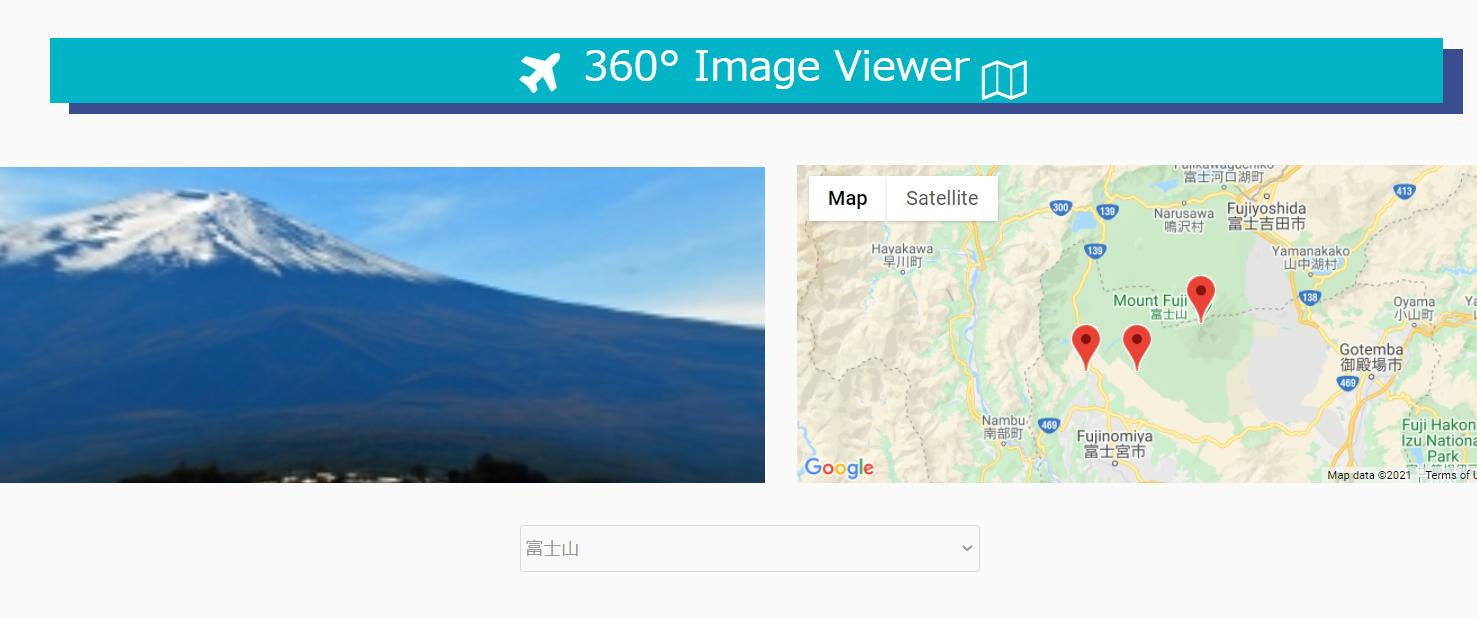 360° Image Viewer
Map
Satellite
Fujikawaguchiko
富士河口湖町
413
300
139
Narusawa
鳴沢村
Fujiyoshida
富士吉田市
139
Hayakawa
早川町
Yamanakako
山中湖村
138
Mount Fuji
富士山
Oyama
小山町
Gotemba
御殿場市
469
Nambu
南部町
469
Fujinomiya
富士宮市
Fuji Hakon
Izu Nationa
Park
Google
Map data ©2021
Terms of U
富士山